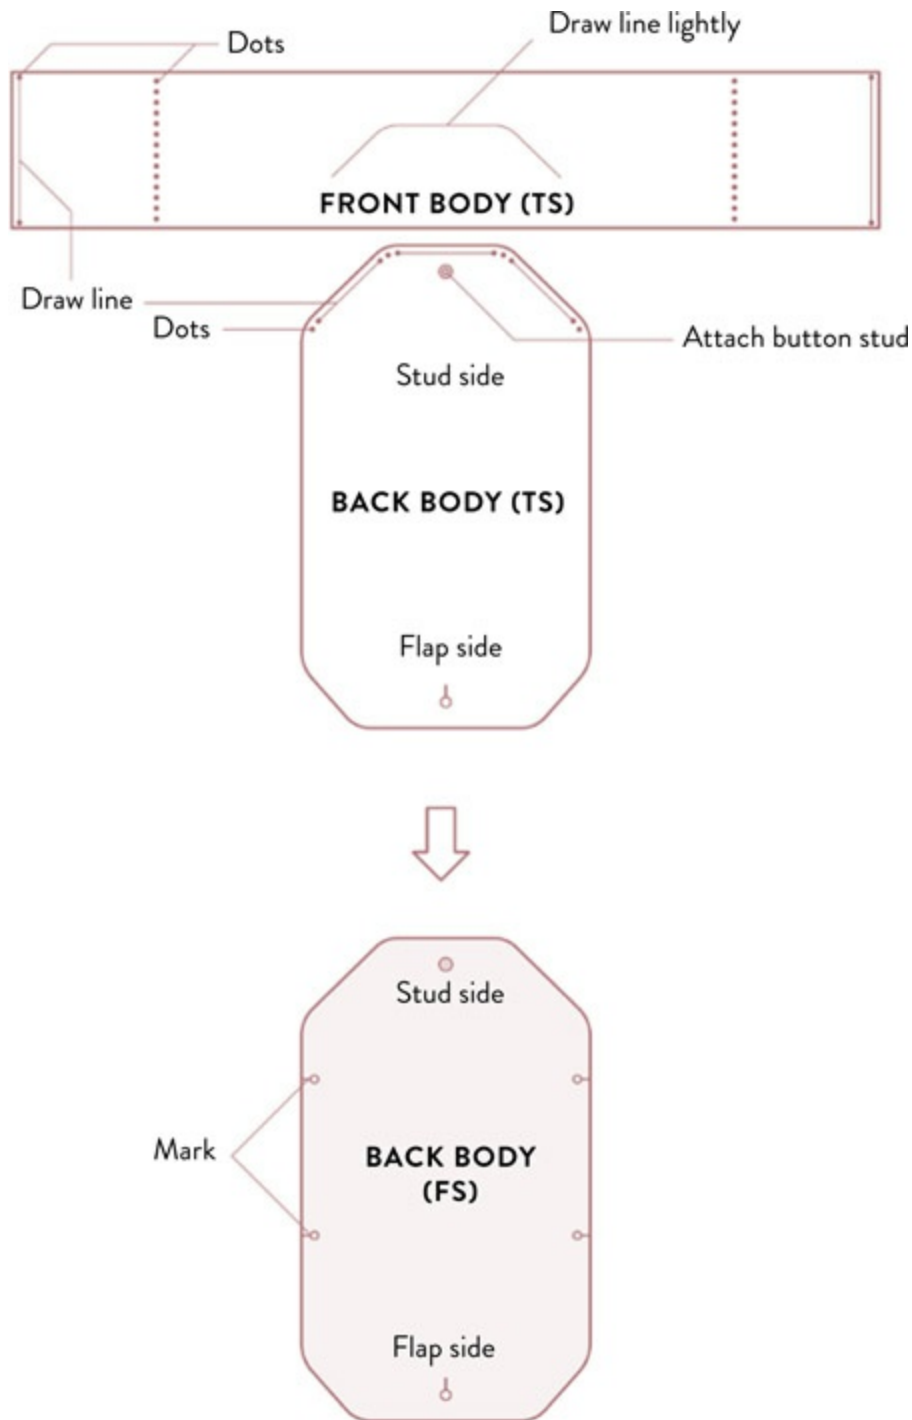 Draw line lightly
Dots
FRONT BODY (TS)
Draw line
Dots
Attach button stud
Stud side
BACK BODY (TS)
Flap side
Stud side
Mark
BACK BODY
(FS)
Flap side